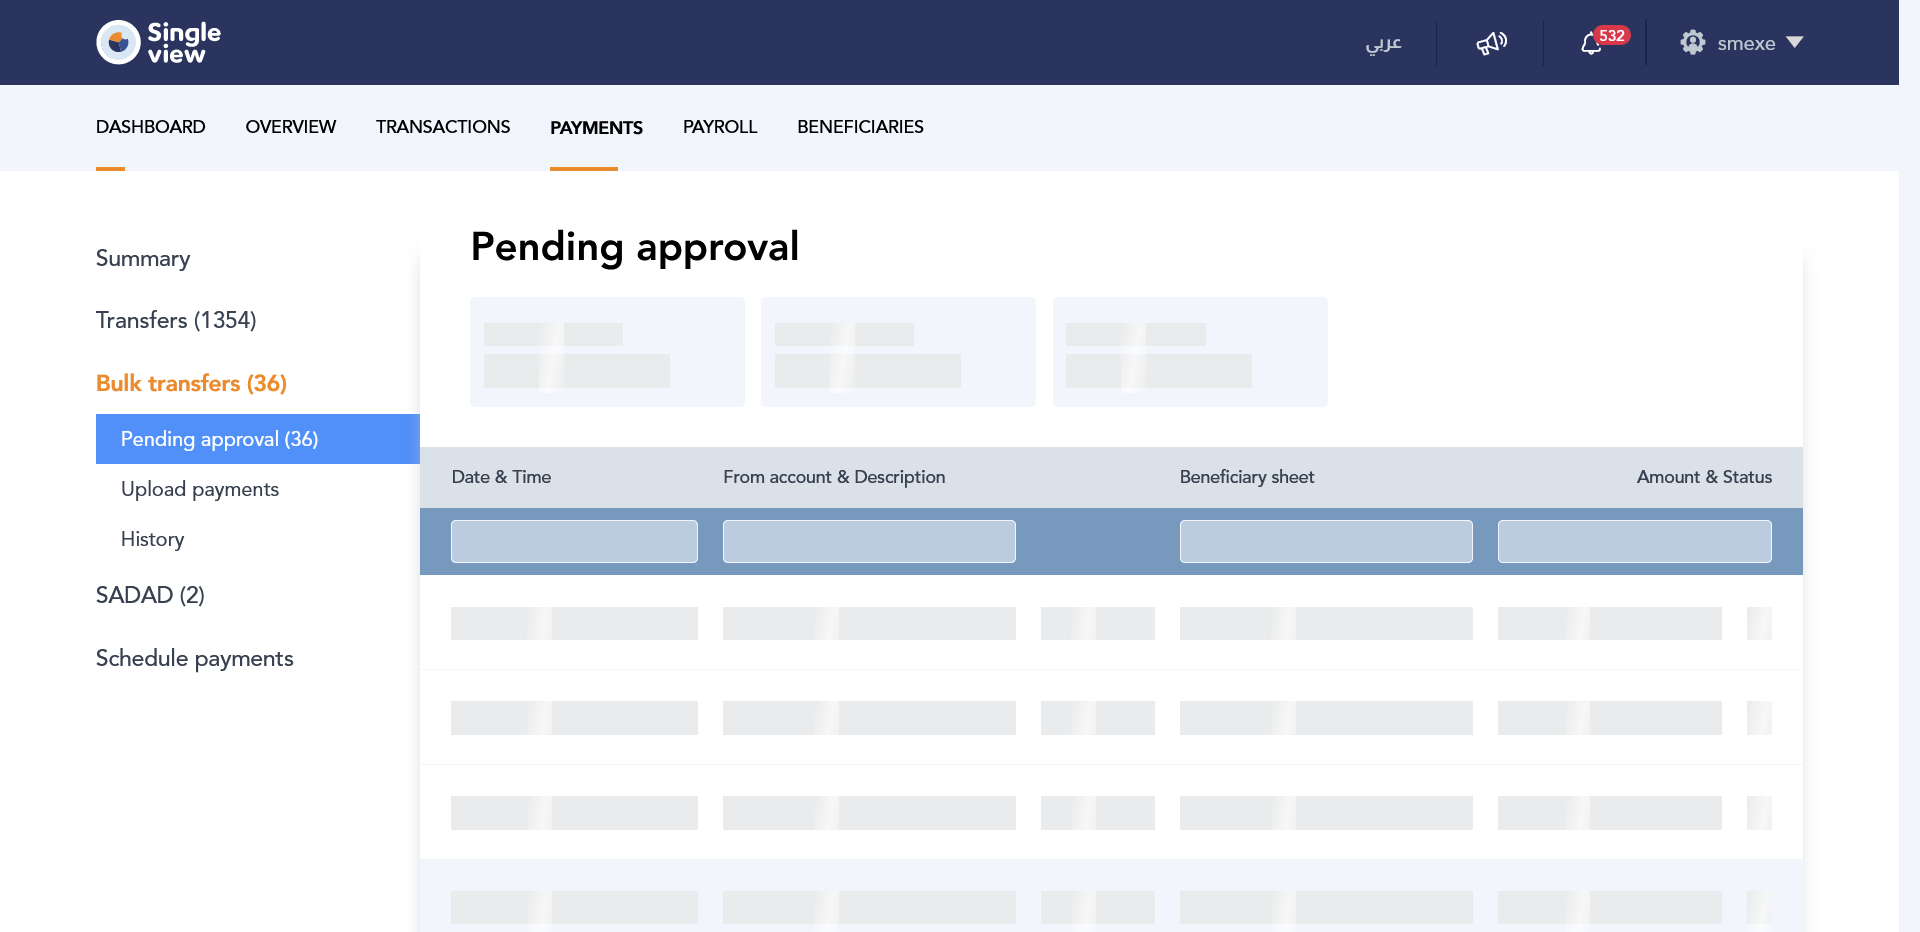 Single
view
عربي
532
smexe
DASHBOARD
OVERVIEW
TRANSACTIONS
PAYMENTS
PAYROLL
BENEFICIARIES
Summary
Transfers (1354)
Bulk transfers (36)
Pending approval (36)
Upload payments
History
SADAD (2)
Schedule payments
Pending approval
Date & Time
From account & Description
Beneficiary sheet
Amount & Status